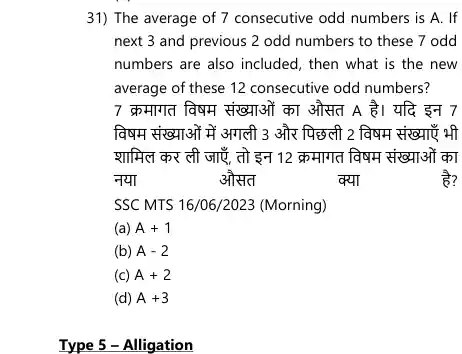 31) The average of 7 consecutive odd numbers is A. If
next 3 and previous 2 odd numbers to these 7 odd
numbers are also included, then what is the new
average of these 12 consecutive odd numbers?
7 क्रमागत विषम संख्याओं का औसत A है। यदि इन 7
विषम संख्याओं में अगली 3 और पिछली 2 विषम संख्याएँ भी
शामिल कर ली जाएँ, तो इन 12 क्रमागत विषम संख्याओं का
नया औसत क्या है?
SSC MTS 16/06/2023 (Morning)
(a) A + 1
(b) A - 2
(c) A + 2
(d) A +3
Type 5 – Alligation